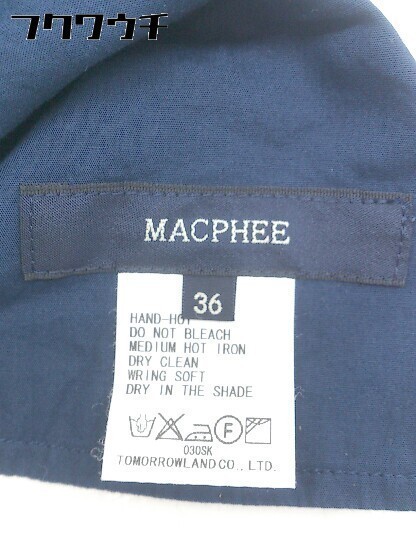 フクワウチ
MACPHEE
36
HAND-HOT
DO NOT BLEACH
MEDIUM HOT IRON
DRY CLEAN
WRING SOFT
DRY IN THE SHADE
F
030SK
TOMORROWLAND CO., LTD.